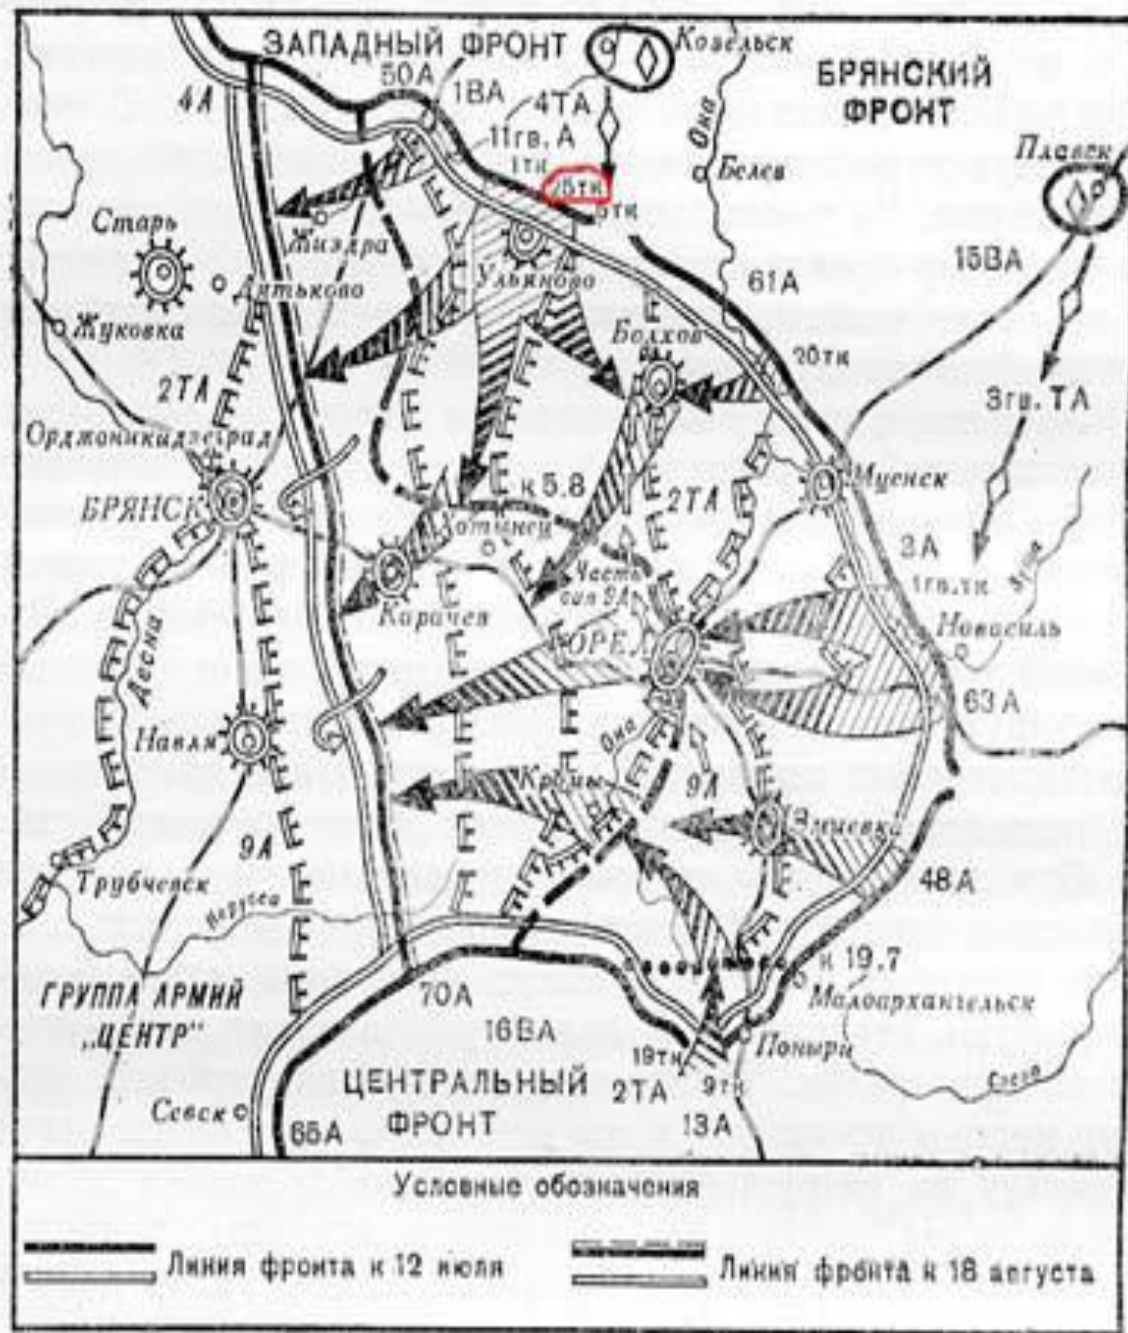 ЗАПАДНЫЙ ФРОНТ
Козельск
БРЯНСКИЙ
ФРОНТ
50А
1ВА
4А
4ТА
11гв.А
1тк
25тк
5тк
Ока
Белев
Плавск
Старь
Жиздра
Ульяново
15ВА
61А
Дятьково
Жуковка
Болхов
20тк
2ТА
3гв.ТА
Орджоникидзеград
БРЯНСК
к 5.8
2ТА
Мценск
Хотынец
3А
Часть
сил 9А
1гв.тк
Карачев
ОРЕЛ
Новосиль
Десна
63А
Навля
Ока
Кромы
9А
Змиевка
9А
48А
Трубчевск
Нерусса
к 19.7
ГРУППА АРМИЙ
„ЦЕНТР"
70А
Малоархангельск
16ВА
19тк
Поныри
ЦЕНТРАЛЬНЫЙ
ФРОНТ
2ТА
9тк
Сосна
Севск
65А
13А
Условные обозначения
Линия фронта к 12 июля
Линия фронта к 18 августа